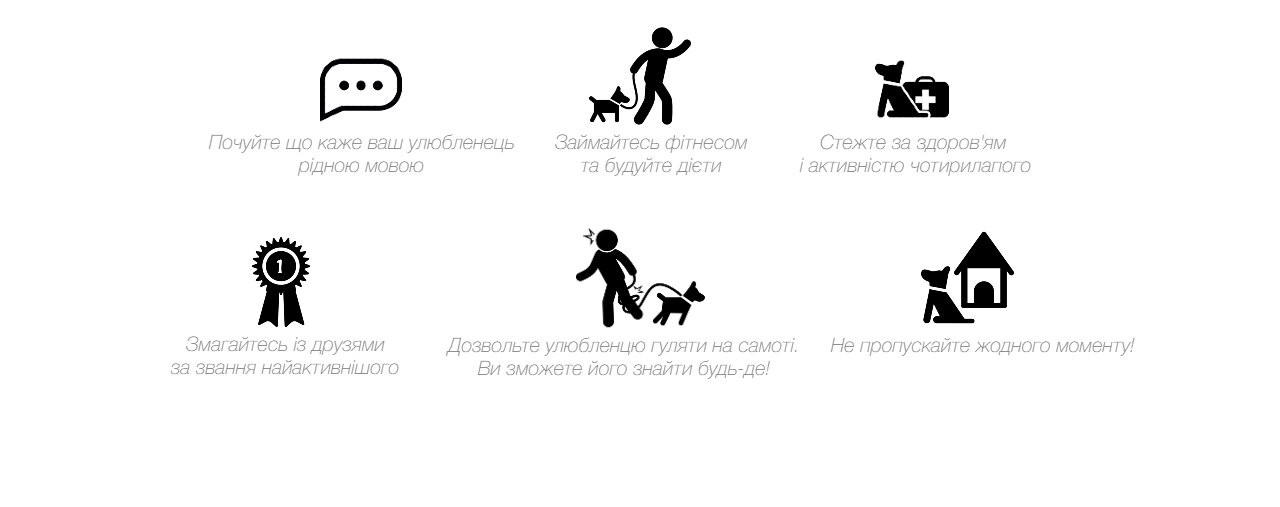 Почуйте що каже ваш улюбленець
рідною мовою
Займайтесь фітнесом
та будуйте дієти
Стежте за здоров'ям
і активністю чотирилапого
1
Змагайтесь із друзями
за звання найактивнішого
Дозвольте улюбленцю гуляти на самоті.
Ви зможете його знайти будь-де!
Не пропускайте жодного моменту!